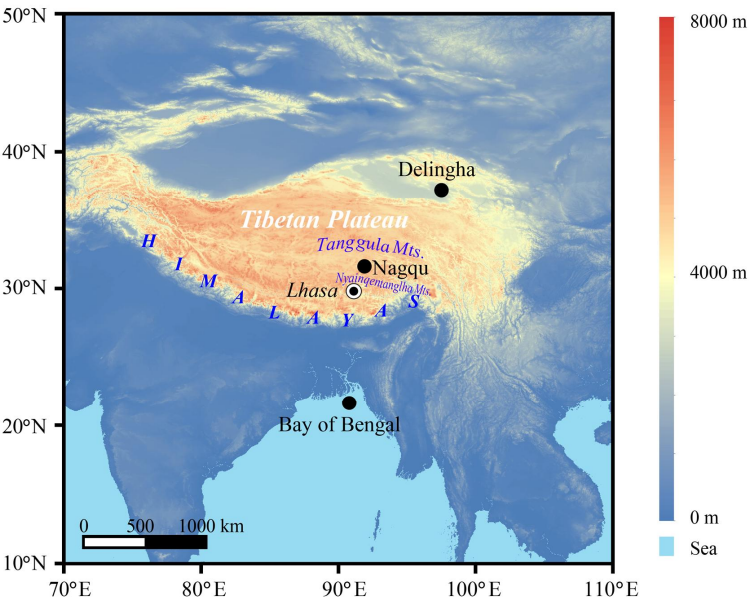 50°N
8000 m
40°N
Delingha
Tibetan Plateau
Tanggula Mts.
Nagqu
4000 m
Nyainqentanglha Mts.
30°N
Lhasa
HIMALAYAS
20°N
Bay of Bengal
0 500 1000 km
0 m
Sea
10°N
70°E 80°E 90°E 100°E 110°E